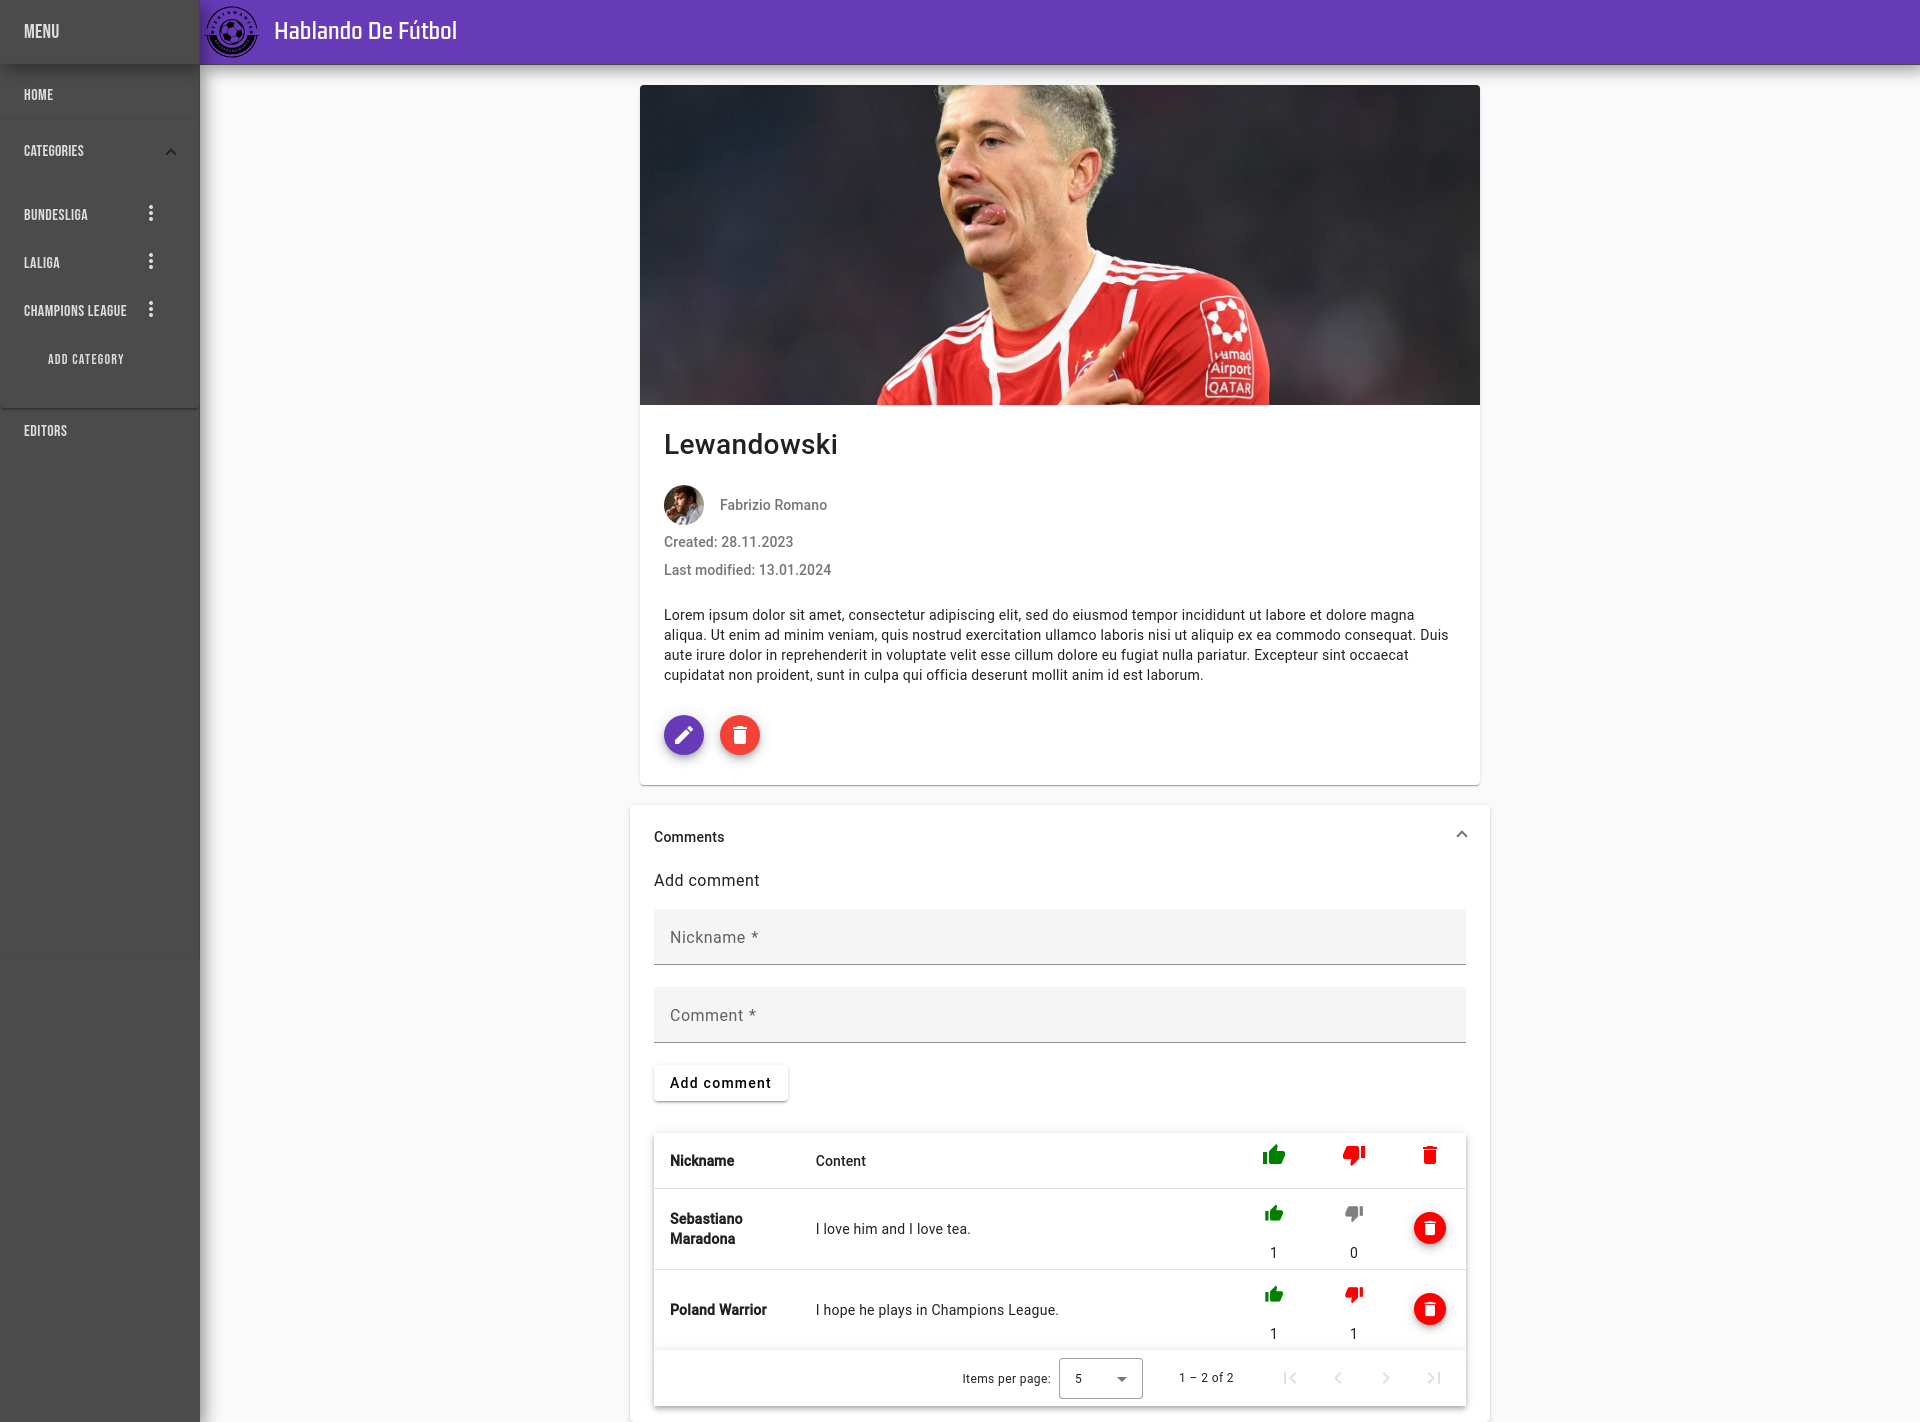 MENU
Hablando De Fútbol
HOME
CATEGORIES
BUNDESLIGA
LALIGA
CHAMPIONS LEAGUE
ADD CATEGORY
EDITORS
Hamad
Airport
QATAR
Lewandowski
Fabrizio Romano
Created: 28.11.2023
Last modified: 13.01.2024
Lorem ipsum dolor sit amet, consectetur adipiscing elit, sed do eiusmod tempor incididunt ut labore et dolore magna
aliqua. Ut enim ad minim veniam, quis nostrud exercitation ullamco laboris nisi ut aliquip ex ea commodo consequat. Duis
aute irure dolor in reprehenderit in voluptate velit esse cillum dolore eu fugiat nulla pariatur. Excepteur sint occaecat
cupidatat non proident, sunt in culpa qui officia deserunt mollit anim id est laborum.
Comments
Add comment
Nickname *
Comment *
Add comment
Nickname Content
Sebastiano
Maradona
I love him and I love tea.
1 0
Poland Warrior I hope he plays in Champions League.
1 1
Items per page: 5 1 – 2 of 2